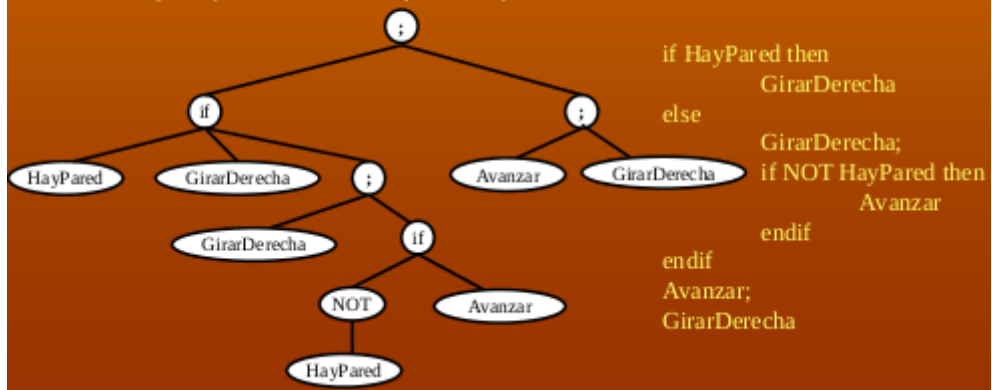 ;
if
;
HayPared
GirarDerecha
;
Avanzar
GirarDerecha
GirarDerecha
if
NOT
Avanzar
HayPared
if HayPared then
GirarDerecha
else
GirarDerecha;
if NOT HayPared then
Avanzar
endif
endif
Avanzar;
GirarDerecha